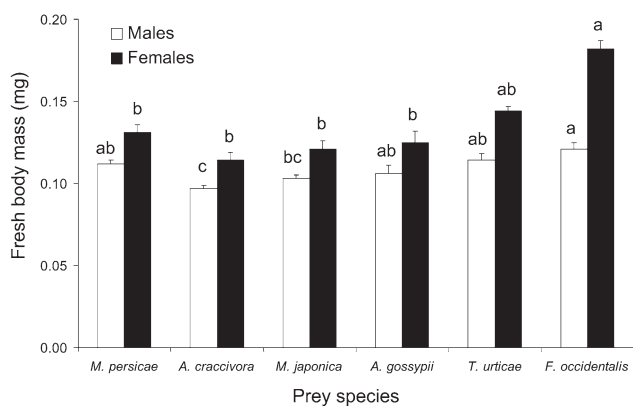 0.20
0.15
0.10
0.05
0.00
Fresh body mass (mg)
Males
Females
ab b
c b
bc b
ab b
ab ab
a a
M. persicae A. craccivora M. japonica A. gossypii T. urticae F. occidentalis
Prey species